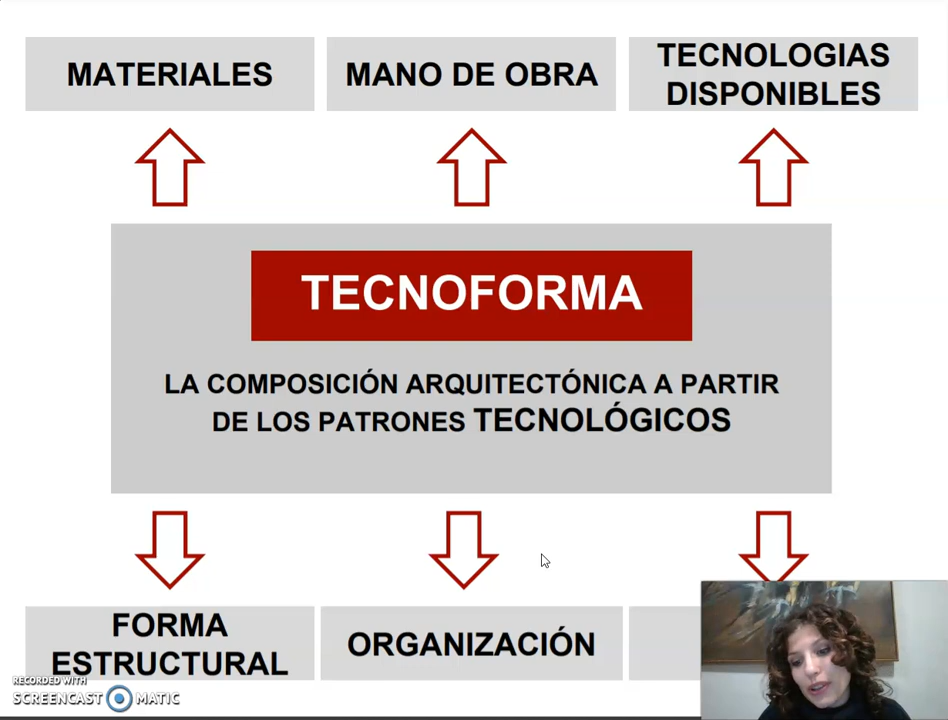 MATERIALES
MANO DE OBRA
TECNOLOGIAS
DISPONIBLES
TECNOFORMA
LA COMPOSICIÓN ARQUITECTÓNICA A PARTIR
DE LOS PATRONES TECNOLÓGICOS
FORMA
ESTRUCTURAL
ORGANIZACIÓN
RECORDED WITH
SCREENCAST MATIC